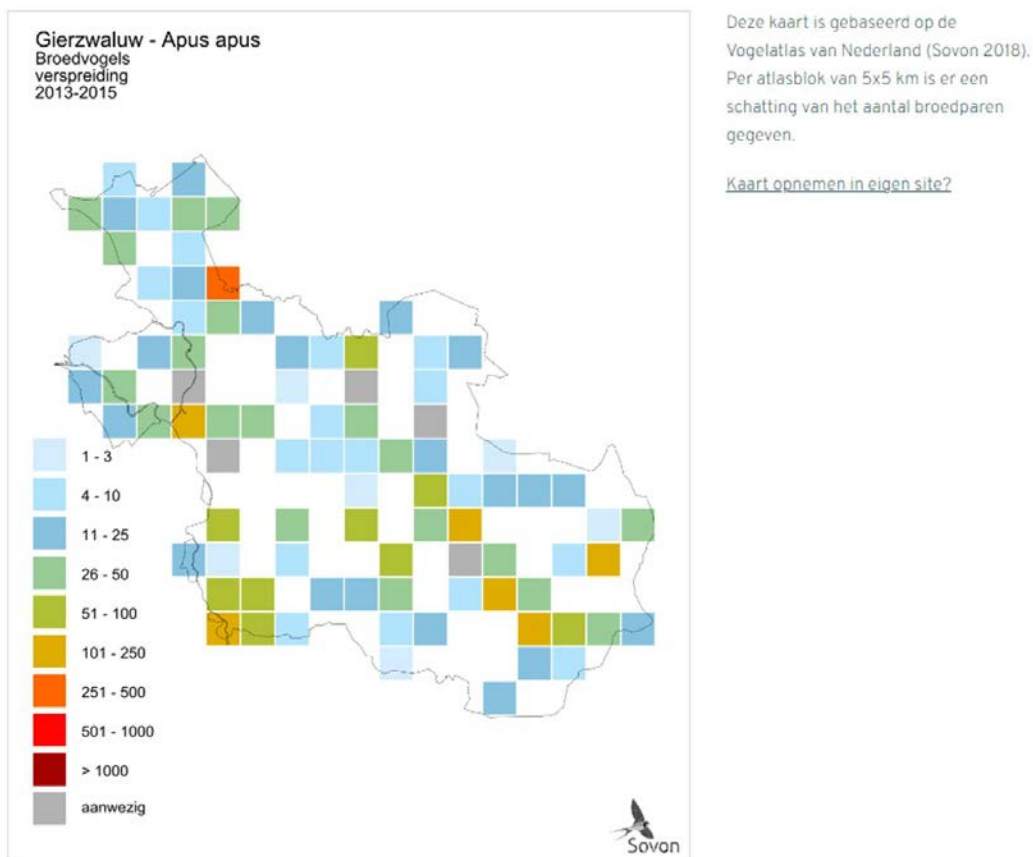 Gierzwaluw - Apus apus
Broedvogels
verspreiding
2013-2015
1 - 3
4 - 10
11 - 25
26 - 50
51 - 100
101 - 250
251 - 500
501 - 1000
> 1000
aanwezig
Sovon
Deze kaart is gebaseerd op de
Vogelatlas van Nederland (Sovon 2018).
Per atlasblok van 5x5 km is er een
schatting van het aantal broedparen
gegeven.
Kaart opnemen in eigen site?